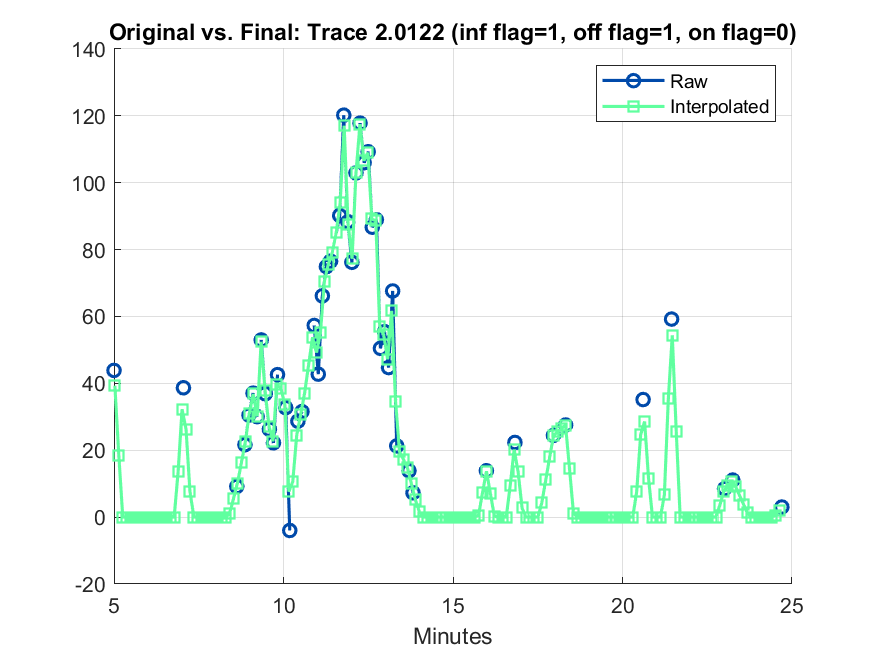 Original vs. Final: Trace 2.0122 (inf flag=1, off flag=1, on flag=0)
140
120
100
80
60
40
20
0
-20
Raw
Interpolated
5 10 15 20 25
Minutes